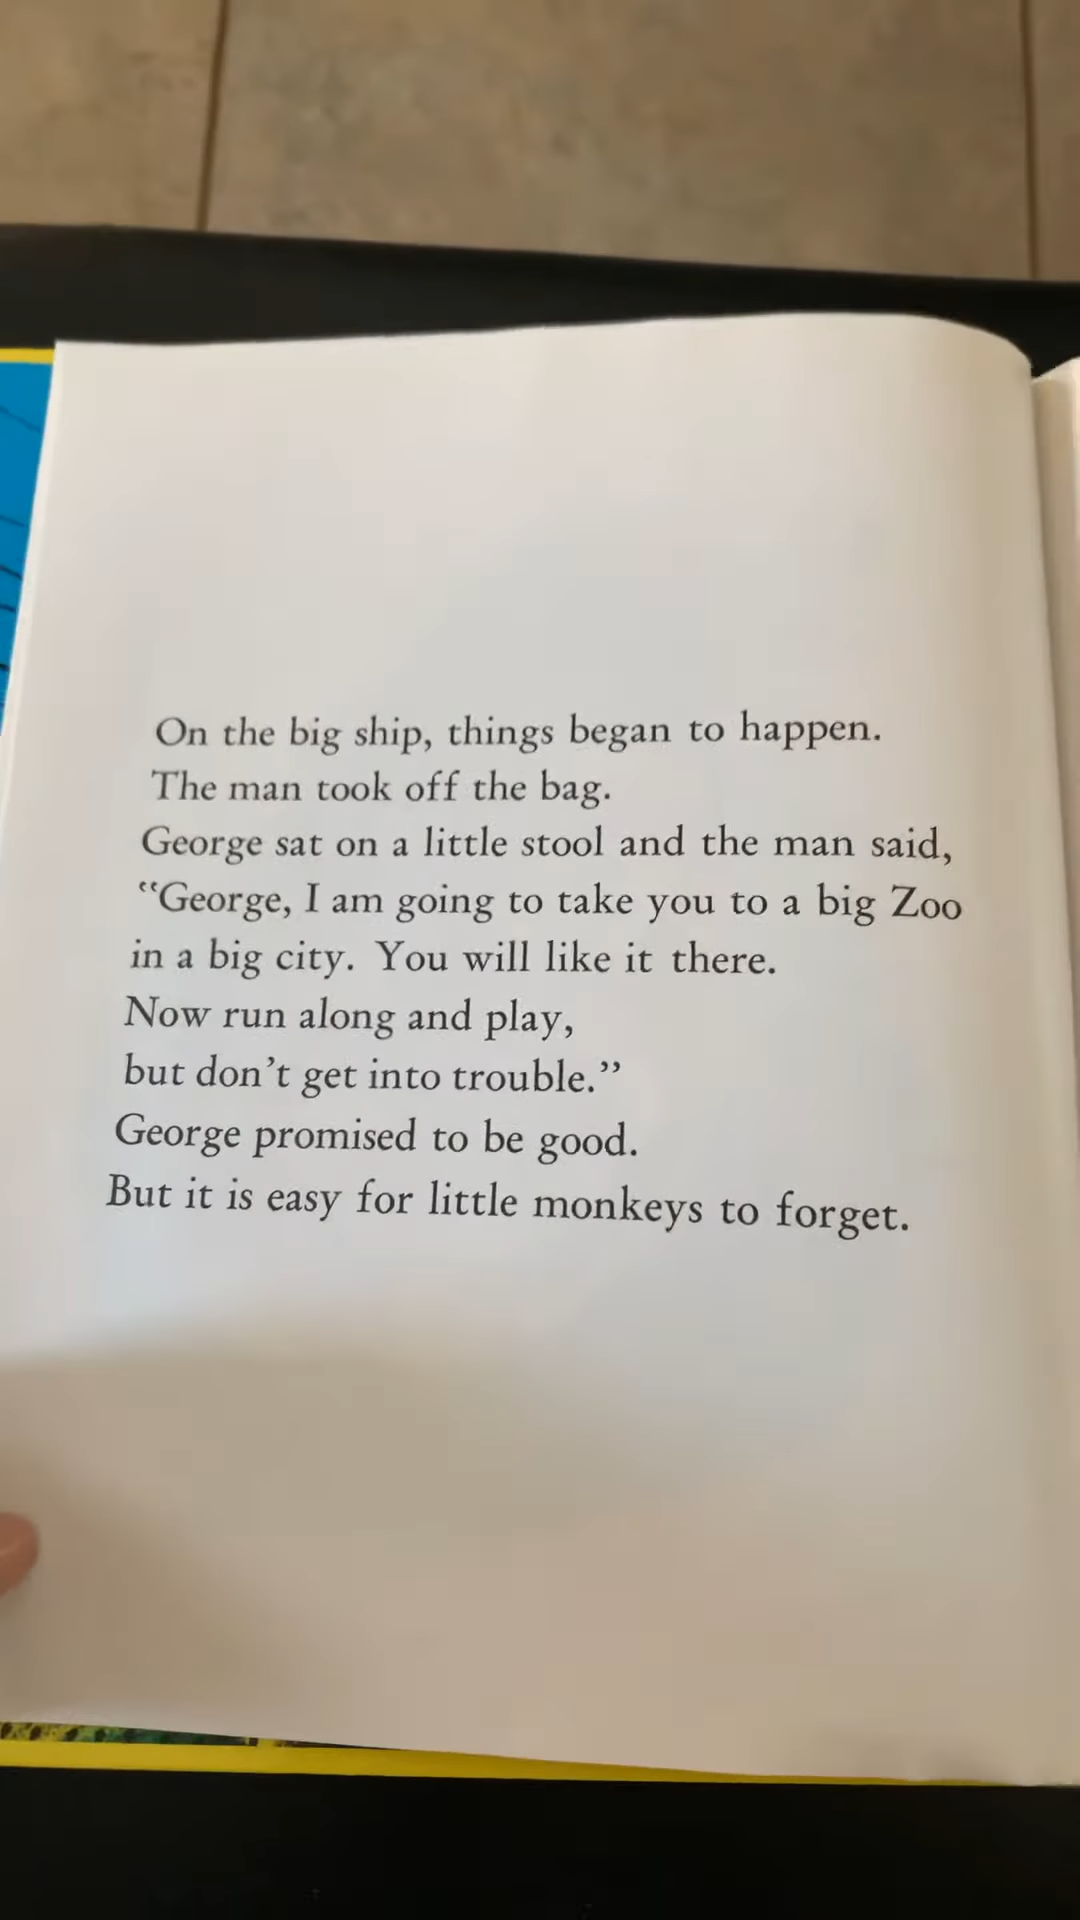 On the big ship, things began to happen.
The man took off the bag.
George sat on a little stool and the man said,
“George, I am going to take you to a big Zoo
in a big city. You will like it there.
Now run along and play,
but don’t get into trouble.”
George promised to be good.
But it is easy for little monkeys to forget.